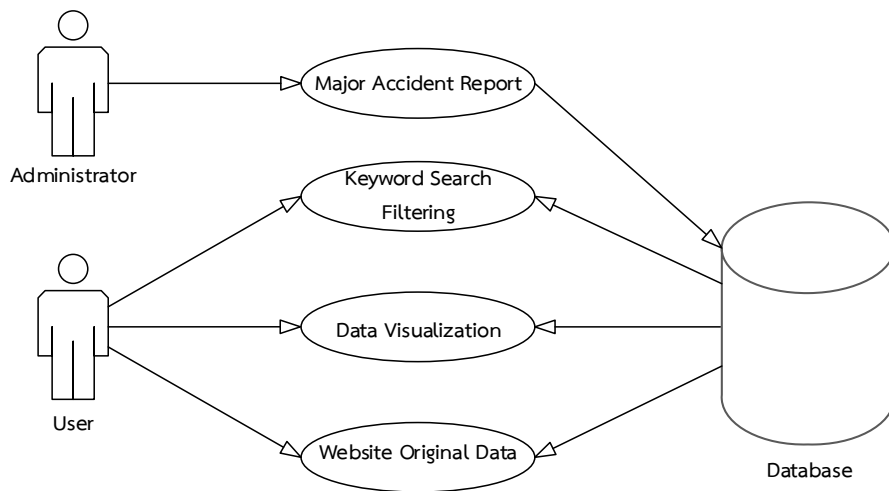 Major Accident Report
Administrator
Keyword Search
Filtering
Data Visualization
User
Website Original Data
Database